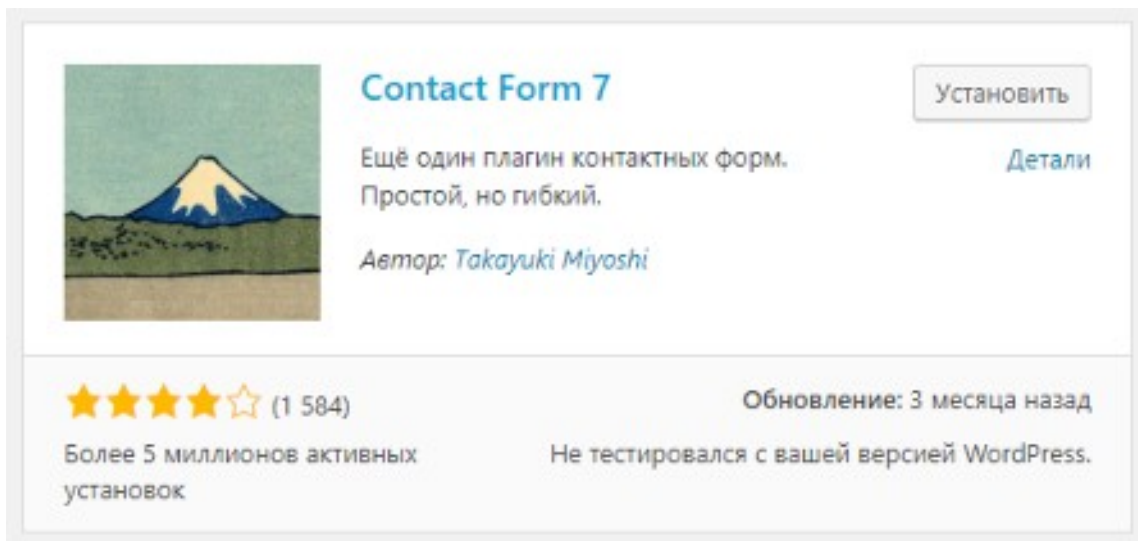 Contact Form 7
Установить
Ещё один плагин контактных форм.
Детали
Простой, но гибкий.
Автор: Takayuki Miyoshi
(1 584)
Обновление: 3 месяца назад
Более 5 миллионов активных
установок
Не тестировался с вашей версией WordPress.